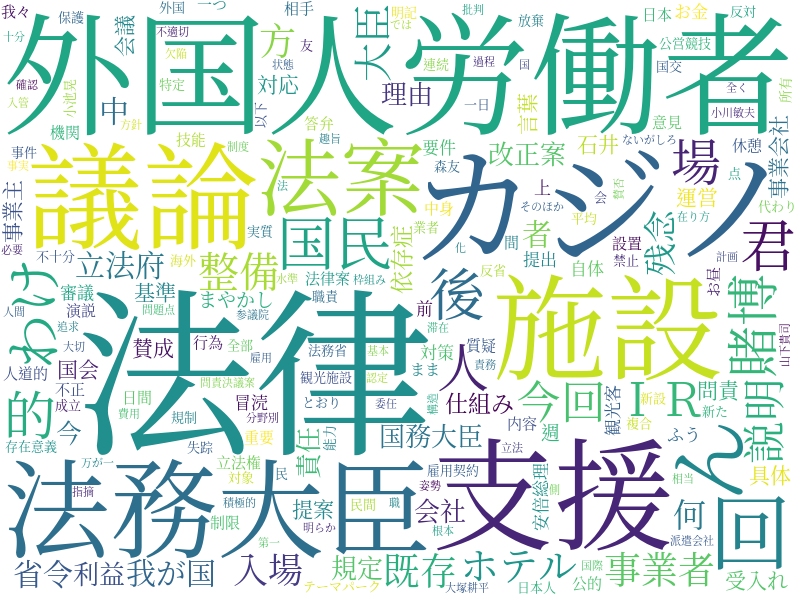 我々
外国
一つ
相手
明記
批判
公営競技
放棄
反対
十分
保護
不適切
会議
友
大臣
では
日本
お金
外国人労働者
確認
欠陥
特定
状態
方
対応
連続
過程
国
国交
全く
所有
入管
小池晃
中
以下
理由
一日
言葉
意見
小川敏夫
方針
機関
技能
答弁
趣旨
石井
ないがしろ
休憩
事業会社
事件
制度
要件
森友
場
会
賛否
点
代わり
事実
事業主
議論
法案
改正案
運営
君
法
中身
上
そのほか
平均
在り方
必要
不十分
実質
国民
依存症
者
業者
化
間
設置
禁止
残念
計画
海外
立法府
整備
カジノ
水準
法律案
枠組み
提出
反省
自体
お昼
わけ
審議
基準
まやかし
職責
後
施設
賭博
人間
演説
問題点
参議院
前
追求
大切
賛成
行為
全部
法務省
基本
対策
質疑
責務
滞在
人
今回
ＩＲ
問責
説明
山下貴司
人道的
国会
法律
雇用
観光施設
認定
まま
不正
的
日間
問責決議案
冒涜
とおり
委任
構造
仕組み
観光客
新設
新た
複合
成立
費用
規制
分野別
今
重要
責任
能力
国務大臣
内容
週
立法
ふう
存在意義
失踪
立法権
民
雇用契約
安倍総理
具体
ん
万が一
対象
姿勢
側
法務大臣
支援
回
指摘
積極的
提案
民間
職
会社
何
相当
制限
明らか
根本
第一
派遣会社
省令
利益
我が国
入場
規定
既存
ホテル
公的
国際
事業者
受入れ
テーマパーク
大塚耕平
日本人